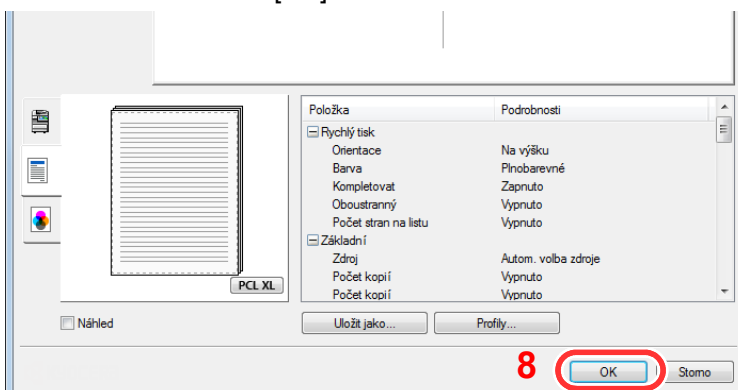 Položka Podrobnosti
Rychlý tisk
Orientace Na výšku
Barva Plnobarevné
Kompletovat Zapnuto
Oboustranný Vypnuto
Počet stran na listu Vypnuto
Základní
Zdroj Autom. volba zdroje
Počet kopií Vypnuto
Počet kopií Vypnuto
PCL XL
Náhled Uložit jako... Profily...
8 OK Storno